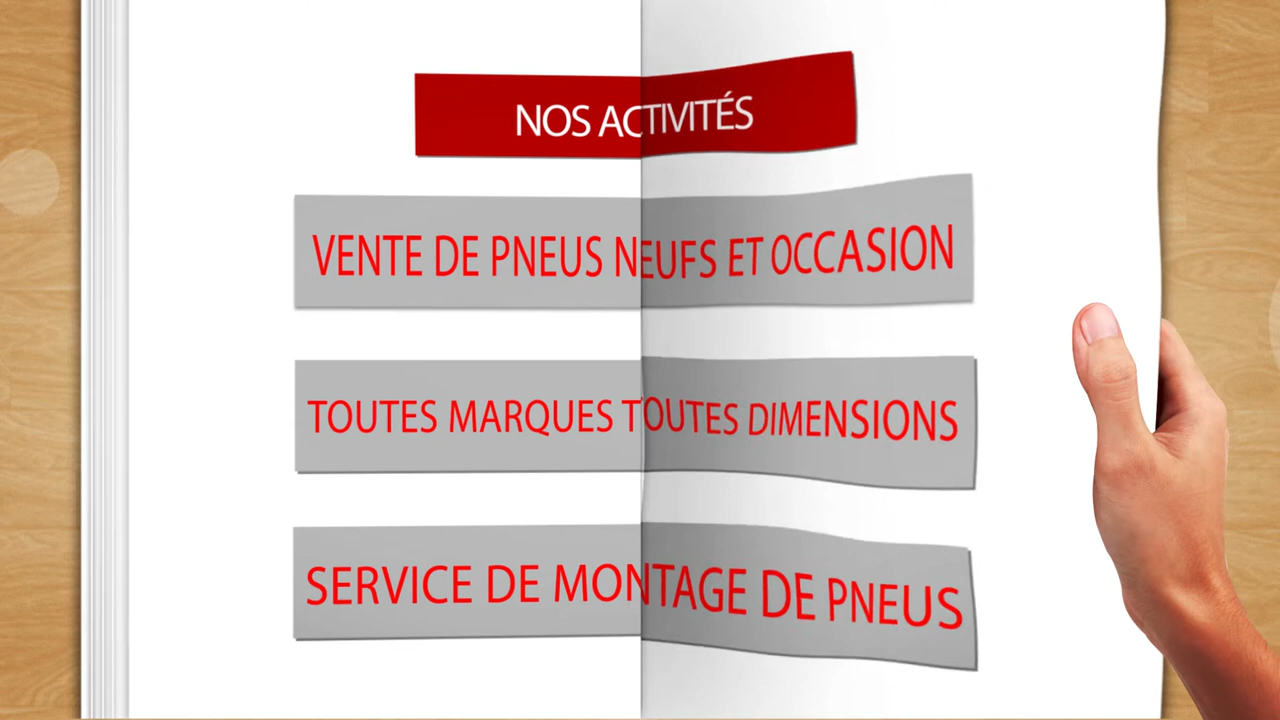 NOS ACTIVITÉS
VENTE DE PNEUS NEUFS ET OCCASION
TOUTES MARQUES TOUTES DIMENSIONS
SERVICE DE MONTAGE DE PNEUS